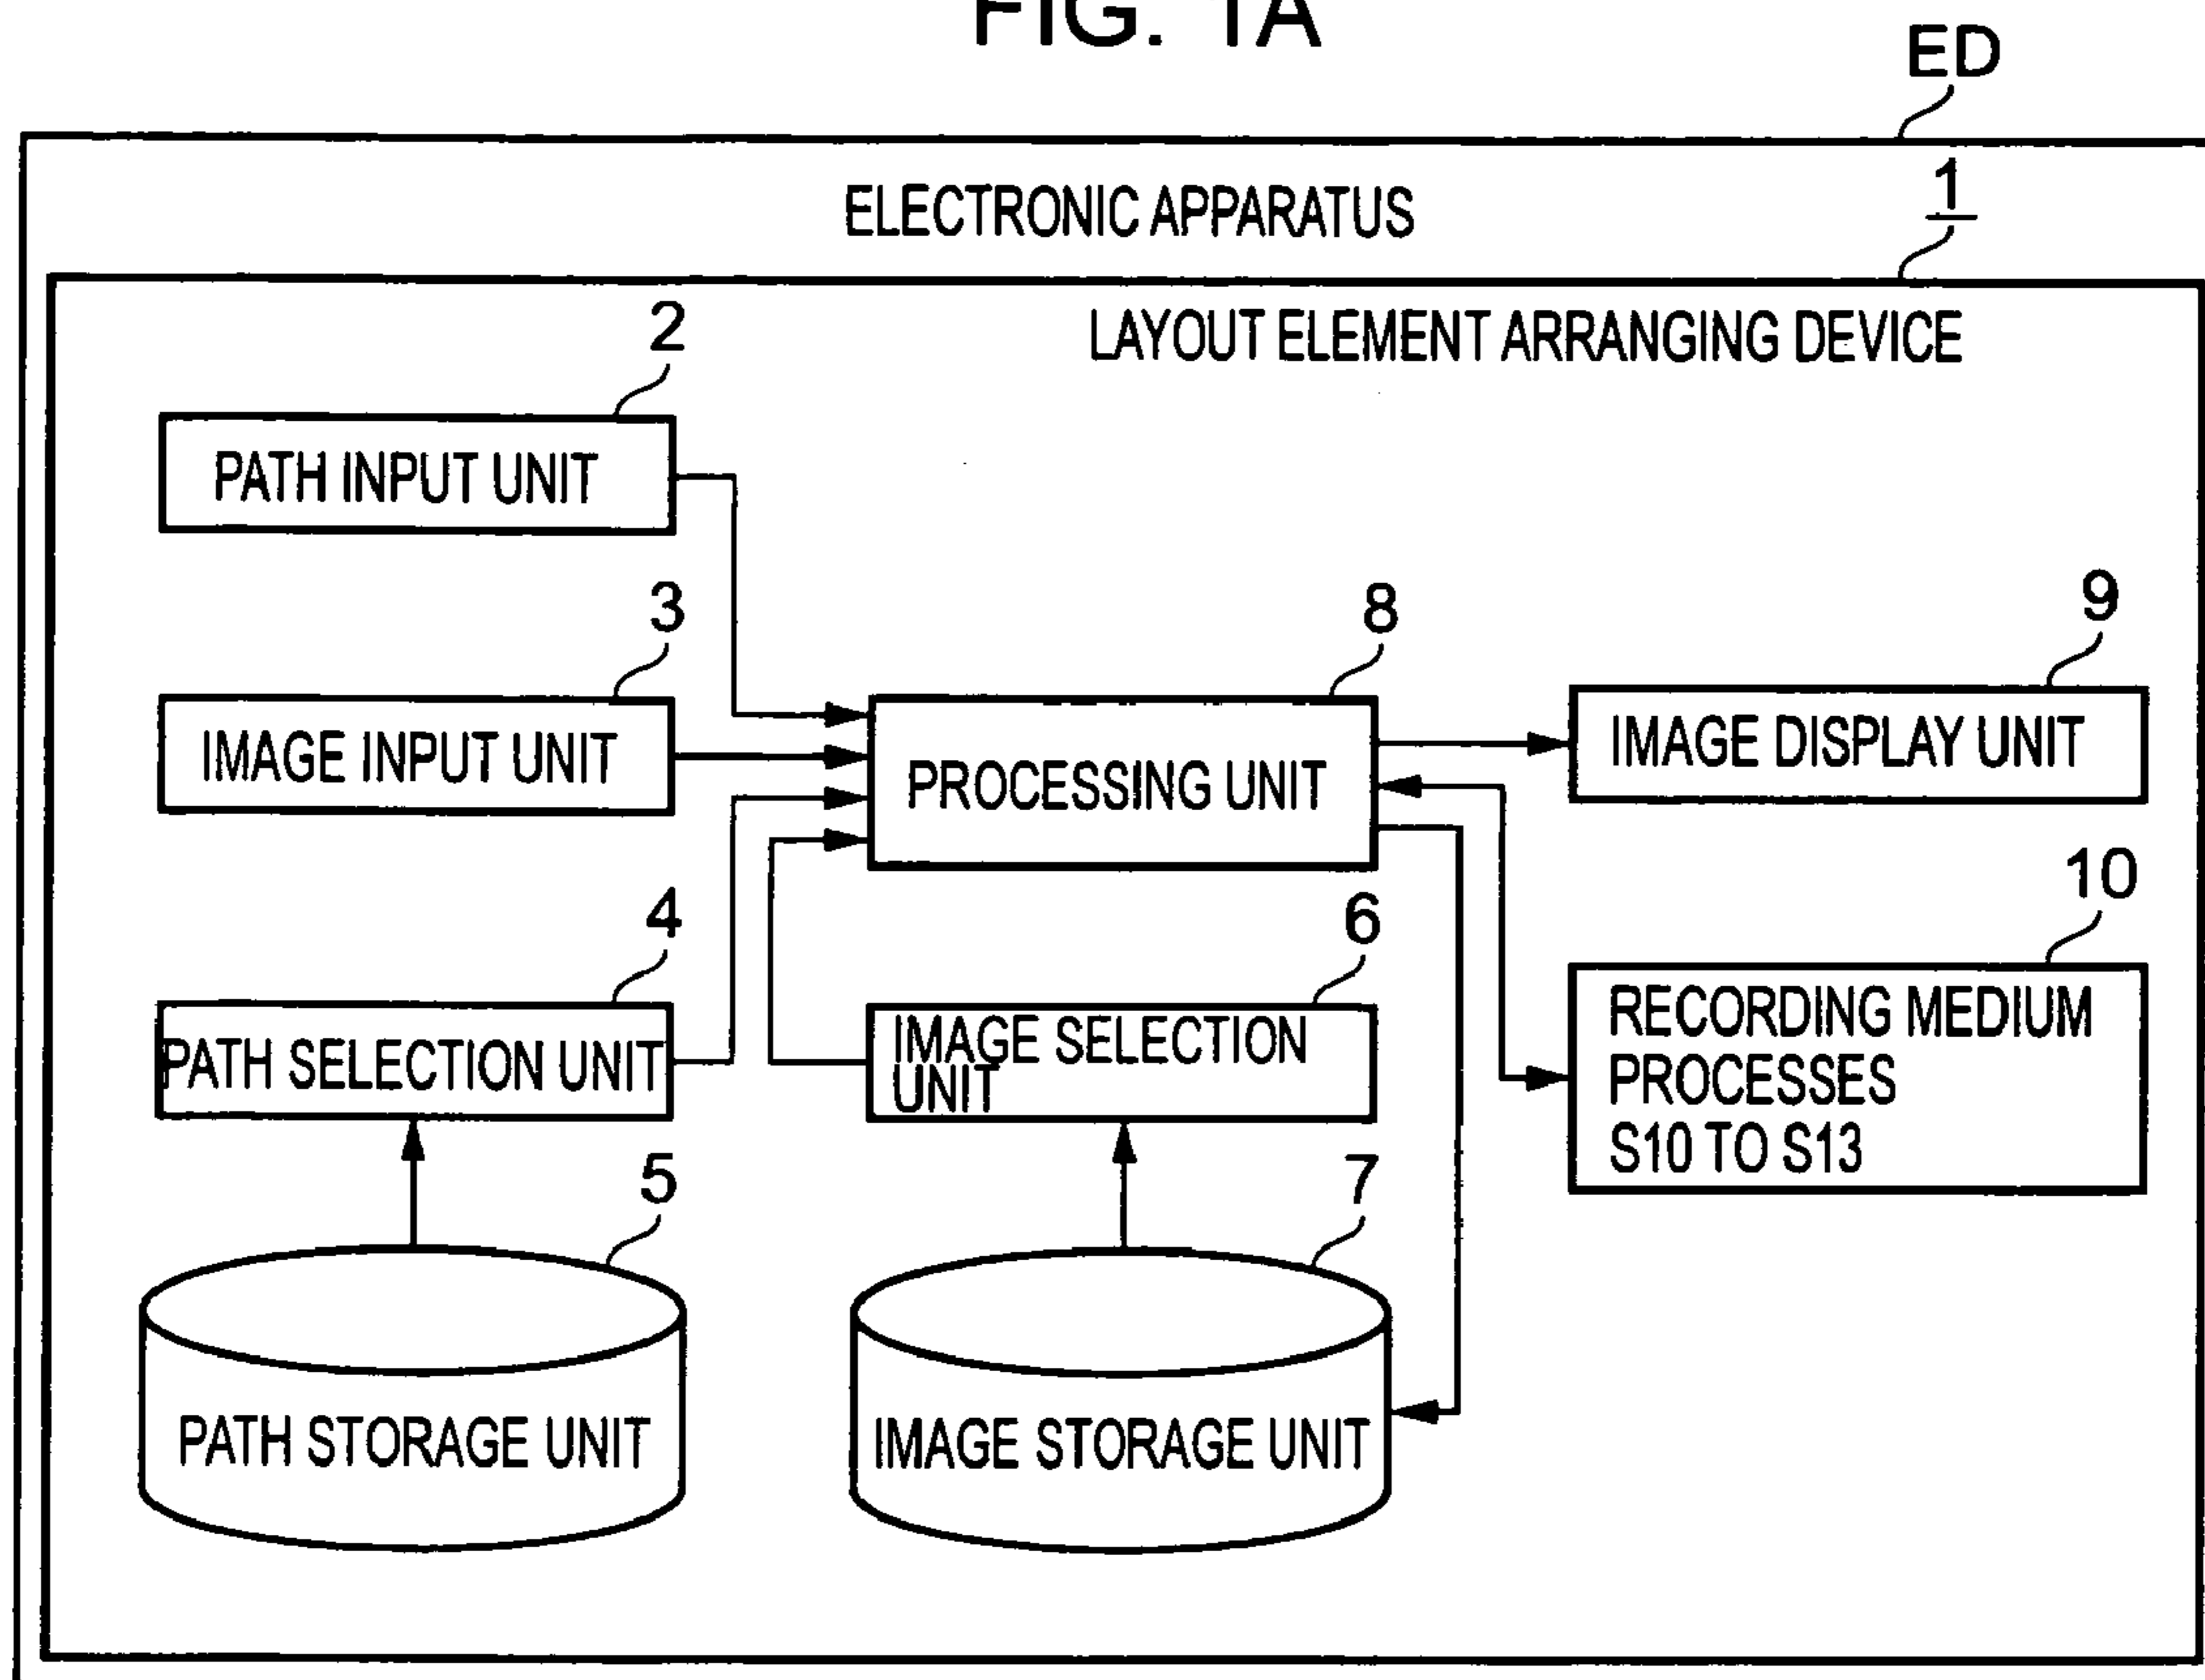 FIG. 1A
ED
ELECTRONIC APPARATUS
1
LAYOUT ELEMENT ARRANGING DEVICE
2
PATH INPUT UNIT
3
IMAGE INPUT UNIT
8
PROCESSING UNIT
9
IMAGE DISPLAY UNIT
4
PATH SELECTION UNIT
6
IMAGE SELECTION
UNIT
10
RECORDING MEDIUM
PROCESSES
S10 TO S13
5
PATH STORAGE UNIT
7
IMAGE STORAGE UNIT